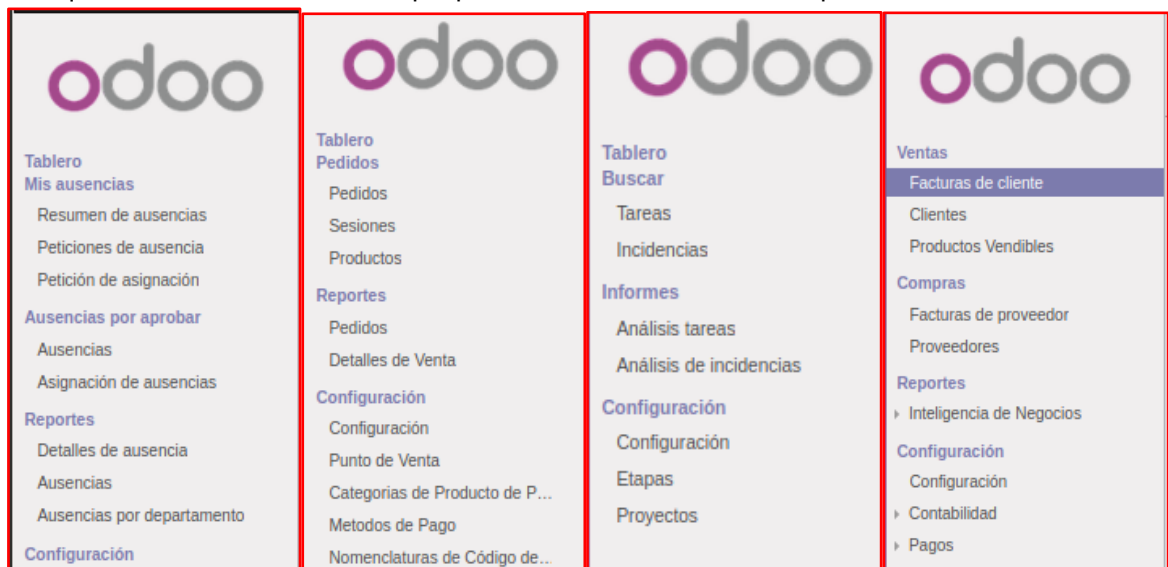 odoo
Tablero
Mis ausencias
Resumen de ausencias
Peticiones de ausencia
Petición de asignación
Ausencias por aprobar
Ausencias
Asignación de ausencias
Reportes
Detalles de ausencia
Ausencias
Ausencias por departamento
Configuración
odoo
Tablero
Pedidos
Pedidos
Sesiones
Productos
Reportes
Pedidos
Detalles de Venta
Configuración
Configuración
Punto de Venta
Categorias de Producto de P...
Metodos de Pago
Nomenclaturas de Código de...
odoo
Tablero
Buscar
Tareas
Incidencias
Informes
Análisis tareas
Análisis de incidencias
Configuración
Configuración
Etapas
Proyectos
odoo
Ventas
Facturas de cliente
Clientes
Productos Vendibles
Compras
Facturas de proveedor
Proveedores
Reportes
Inteligencia de Negocios
Configuración
Configuración
Contabilidad
Pagos